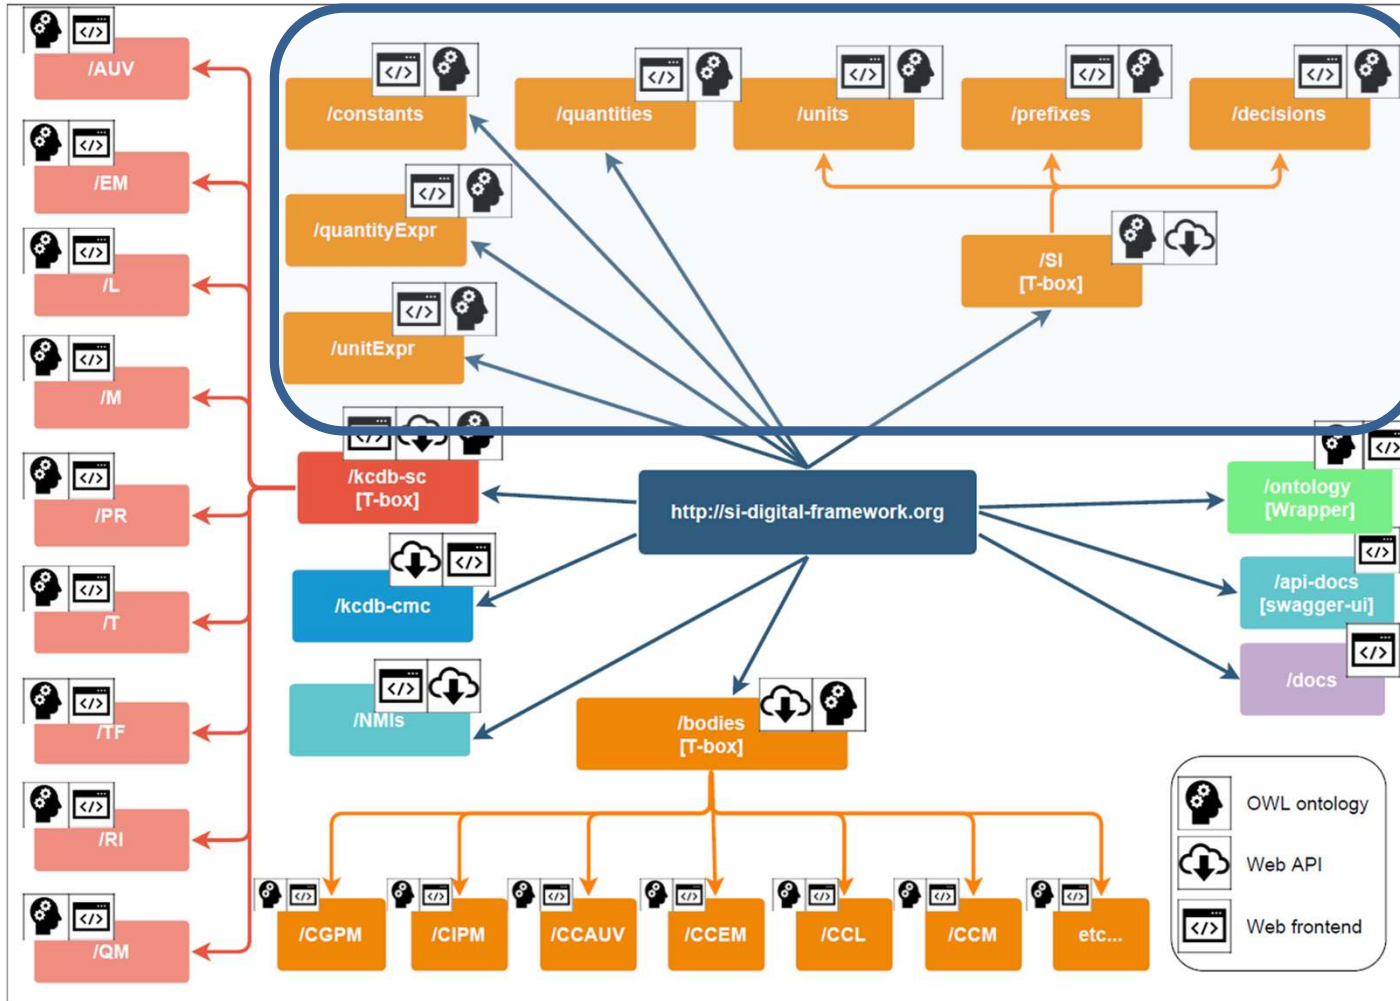 /AUV
/EM
/L
/M
/PR
/T
/TF
/RI
/QM
/constants
/quantities
/units
/prefixes
/decisions
/quantityExpr
/unitExpr
/SI
[T-box]
/kcdb-sc
[T-box]
http://si-digital-framework.org
/ontology
[Wrapper]
/kcdb-cmc
/api-docs
[swagger-ui]
/NMIs
/docs
/bodies
[T-box]
/CGPM
/CIPM
/CCAUV
/CCEM
/CCL
/CCM
etc...
OWL ontology
Web API
Web frontend